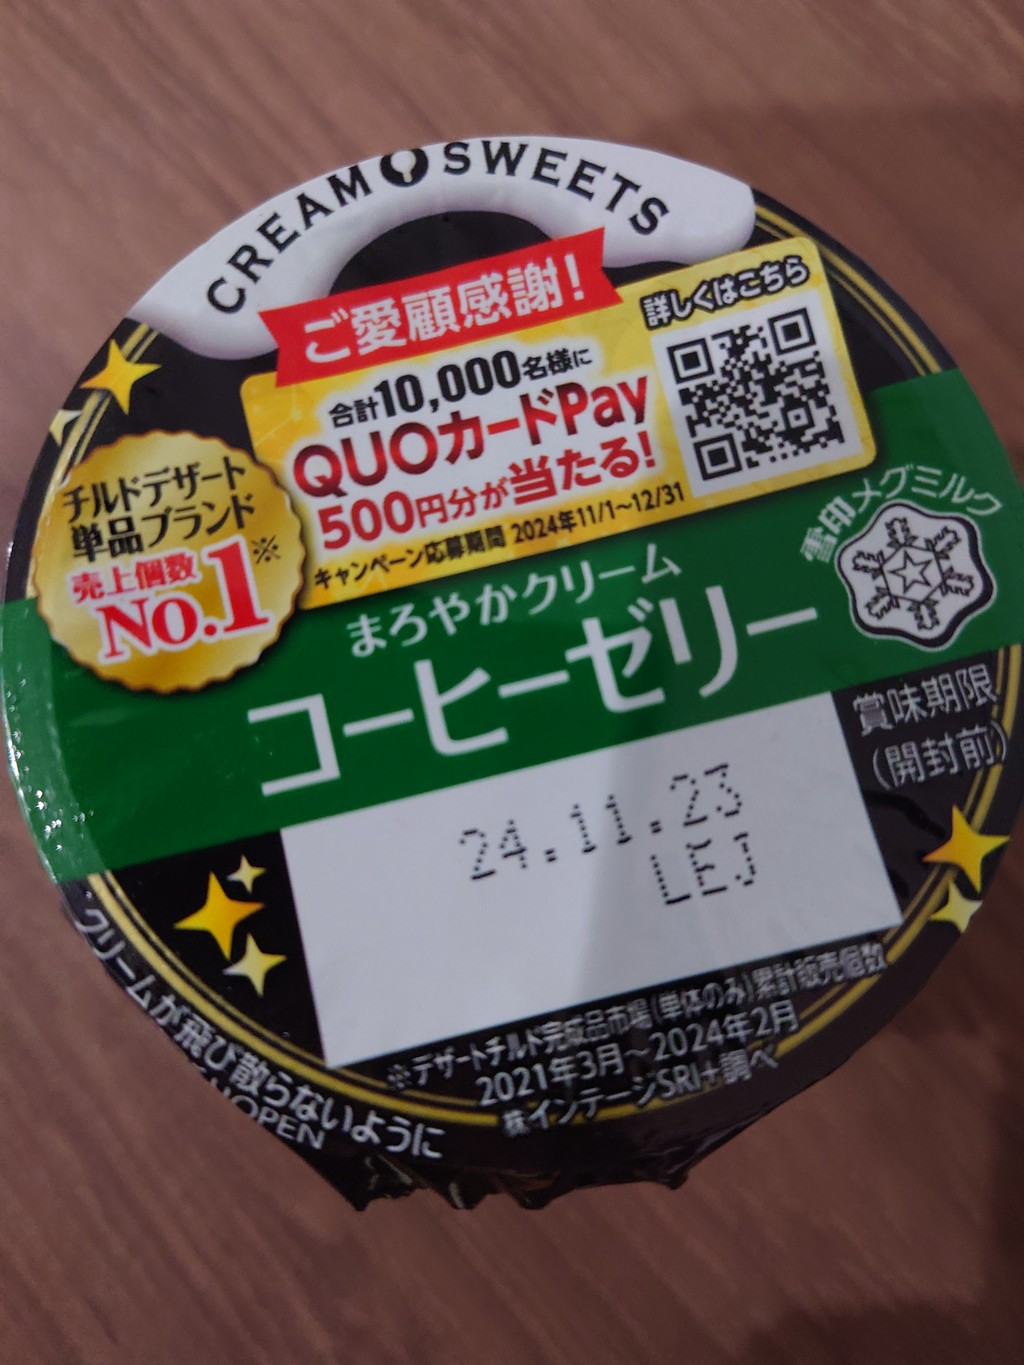 CREAM SWEETS
ご愛顧感謝!
詳しくはこちら
合計10,000名様に
QUOカードPay
500円分が当たる!
キャンペーン応募期間 2024年11/1~12/31
チルドデザート
単品ブランド
売上個数※
No.1
雪印メグミルク
まろやかクリーム
コーヒーゼリー
賞味期限
(開封前)
24.11.23
LEJ
※デザートチルド完成品市場(単体のみ)累計販売個数
2021年3月~2024年2月
㈱インテージSRI+調べ
クリームが飛び散らないように
OPEN